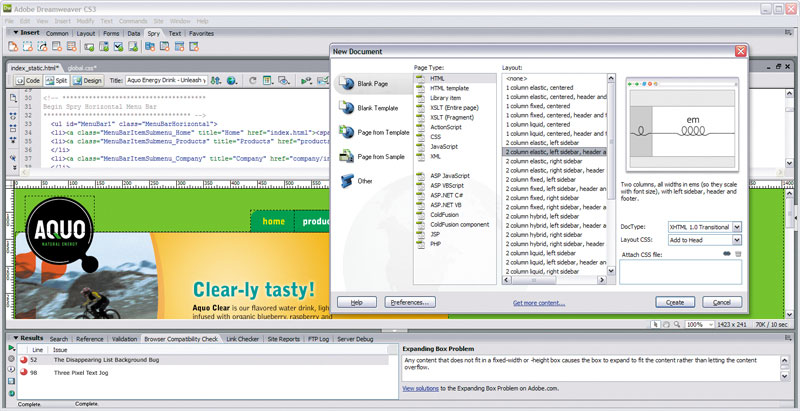 Adobe Dreamweaver CS3
File Edit View Insert Modify Text Commands Site Window Help
Insert Common Layout Forms Data Spry Text Favorites
index_static.html* global.css*
Code Split Design Title: Aquo Energy Drink - Unleash y
29 <!-- **************************************
30 Begin Spry Horizontal Menu Bar
31 ************************************** -->
32 <ul id="MenuBar1" class="MenuBarHorizontal">
33 <li><a class="MenuBarItemSubmenu_Home" title="Home" href="index.html"><spa
34 <li><a class="MenuBarItemSubmenu_Products" title="Products" href="products
35 </li>
36 <li><a class="MenuBarItemSubmenu_Company" title="Company" href="company/in
37 </li>
AQUO
NATURAL ENERGY
home produc
Clear-ly tasty!
Aquo Clear is our flavored water drink, ligh
infused with organic blueberry, raspberry and
New Document
Blank Page
Blank Template
Page from Template
Page from Sample
Other
Page Type:
HTML
HTML template
Library item
XSLT (Entire page)
XSLT (Fragment)
ActionScript
CSS
JavaScript
XML
ASP JavaScript
ASP VBScript
ASP.NET C#
ASP.NET VB
ColdFusion
ColdFusion component
JSP
PHP
Layout:
<none>
1 column elastic, centered
1 column elastic, centered, header and
1 column fixed, centered
1 column fixed, centered, header and f
1 column liquid, centered
1 column liquid, centered, header and f
2 column elastic, left sidebar
2 column elastic, left sidebar, header a
2 column elastic, right sidebar
2 column elastic, right sidebar, header
2 column fixed, left sidebar
2 column fixed, left sidebar, header an
2 column fixed, right sidebar
2 column fixed, right sidebar, header a
2 column hybrid, left sidebar
2 column hybrid, left sidebar, header a
2 column hybrid, right sidebar
2 column hybrid, right sidebar, header
2 column liquid, left sidebar
2 column liquid, left sidebar, header an
2 column liquid, right sidebar
em
Two columns, all widths in ems (so they scale
with font size), with left sidebar, header and
footer.
DocType: XHTML 1.0 Transitional
Layout CSS: Add to Head
Attach CSS file:
Help Preferences... Get more content... Create Cancel
100% 1423 x 241 70K / 10 sec
Results Search Reference Validation Browser Compatibility Check Link Checker Site Reports FTP Log Server Debug
Line Issue
52 The Disappearing List Background Bug
98 Three Pixel Text Jog
Expanding Box Problem
Any content that does not fit in a fixed-width or -height box causes the box to expand to fit the content rather than letting the content
overflow.
View solutions to the Expanding Box Problem on Adobe.com.
Complete. Complete.